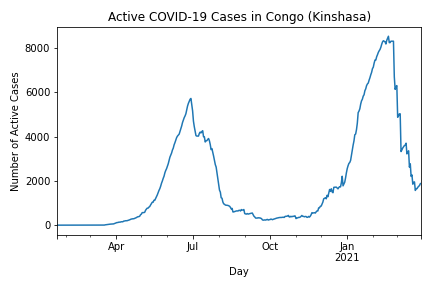 Active COVID-19 Cases in Congo (Kinshasa)
Number of Active Cases
8000
6000
4000
2000
0
Apr
Jul
Oct
Jan
2021
Day